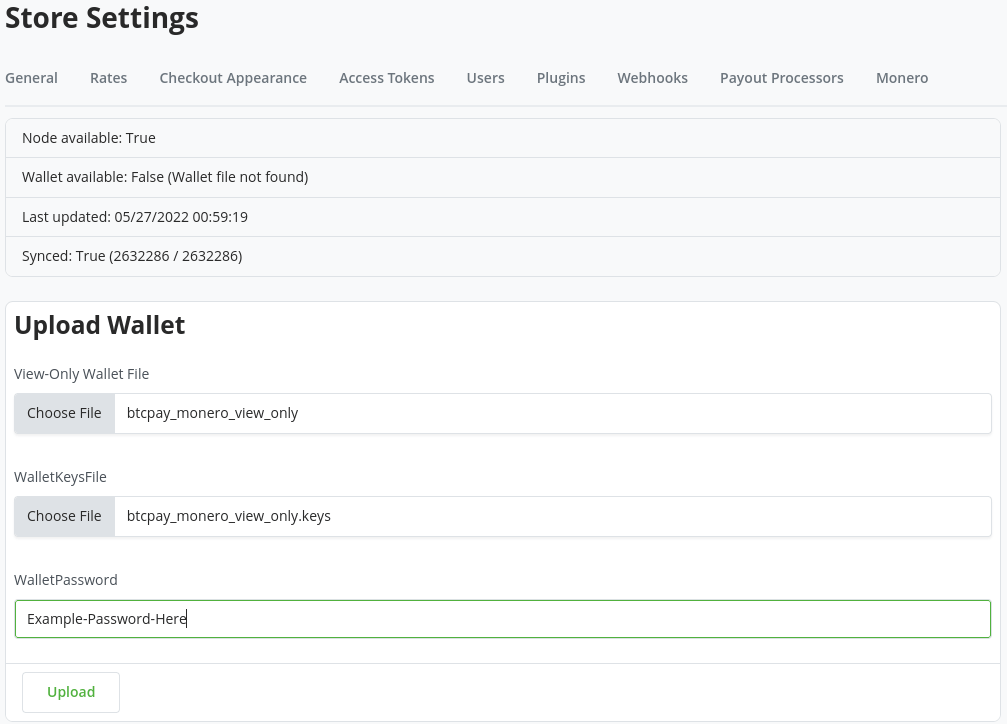 Store Settings
General Rates Checkout Appearance Access Tokens Users Plugins Webhooks Payout Processors Monero
Node available: True
Wallet available: False (Wallet file not found)
Last updated: 05/27/2022 00:59:19
Synced: True (2632286 / 2632286)
Upload Wallet
View-Only Wallet File
Choose File btcpay_monero_view_only
WalletKeysFile
Choose File btcpay_monero_view_only.keys
WalletPassword
Example-Password-Here
Upload